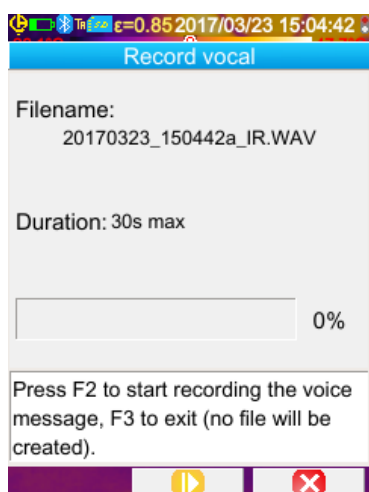 ε=0.85 2017/03/23 15:04:42
Record vocal
Filename:
20170323_150442a_IR.WAV
Duration: 30s max
0%
Press F2 to start recording the voice
message, F3 to exit (no file will be
created).